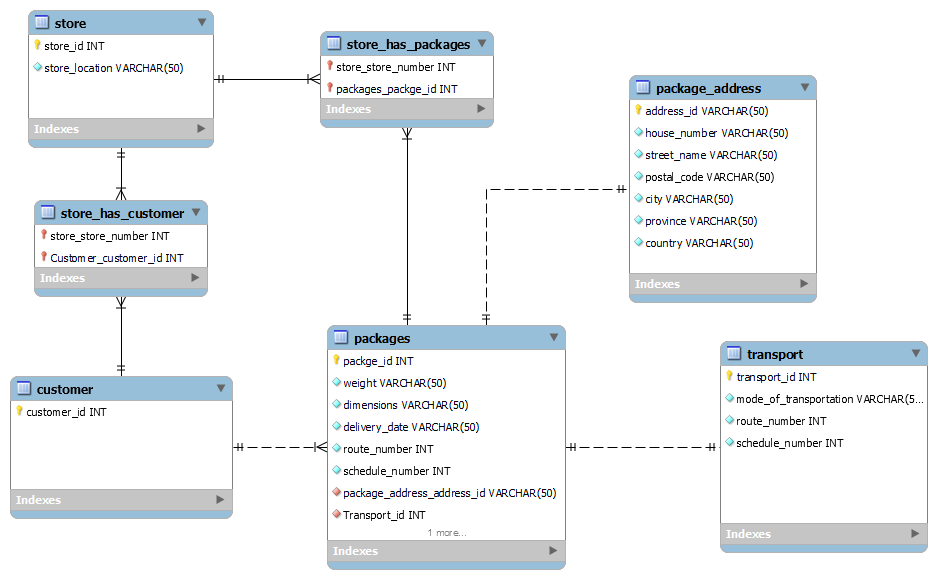 store
store_id INT
store_location VARCHAR(50)
Indexes
store_has_packages
store_store_number INT
packages_packge_id INT
Indexes
package_address
address_id VARCHAR(50)
house_number VARCHAR(50)
street_name VARCHAR(50)
postal_code VARCHAR(50)
city VARCHAR(50)
province VARCHAR(50)
country VARCHAR(50)
Indexes
store_has_customer
store_store_number INT
Customer_customer_id INT
Indexes
packages
packge_id INT
weight VARCHAR(50)
dimensions VARCHAR(50)
delivery_date VARCHAR(50)
route_number INT
schedule_number INT
package_address_address_id VARCHAR(50)
Transport_id INT
1 more...
Indexes
transport
transport_id INT
mode_of_transportation VARCHAR(5...
route_number INT
schedule_number INT
Indexes
customer
customer_id INT
Indexes